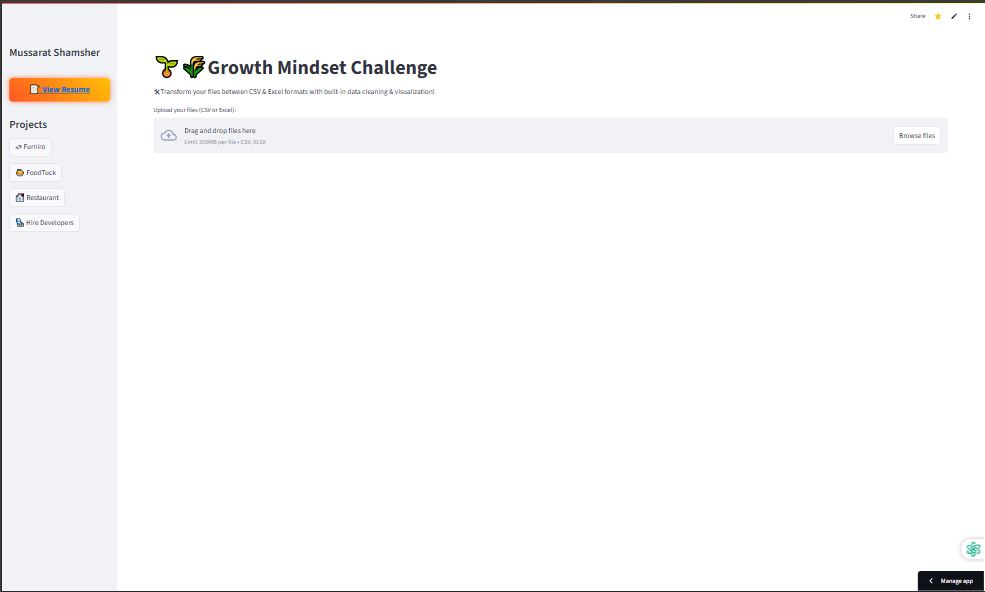 Share
Mussarat Shamsher
View Resume
Projects
Furniro
FoodTuck
Restaurant
Hire Developers
Growth Mindset Challenge
Transform your files between CSV & Excel formats with built-in data cleaning & visualization!
Upload your files (CSV or Excel):
Drag and drop files here
Limit 200MB per file • CSV, XLSX
Browse files
Manage app